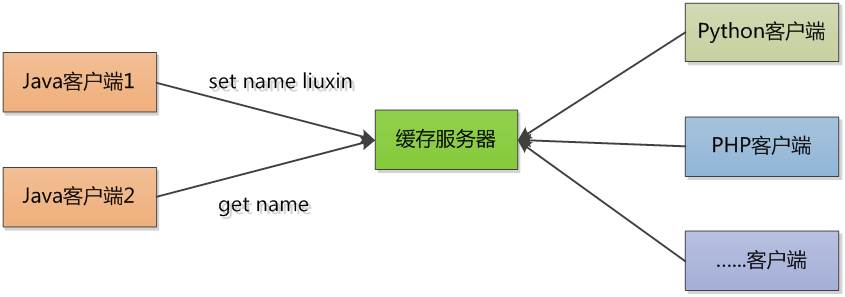 Java客户端1
set name liuxin
Java客户端2
get name
缓存服务器
Python客户端
PHP客户端
……客户端